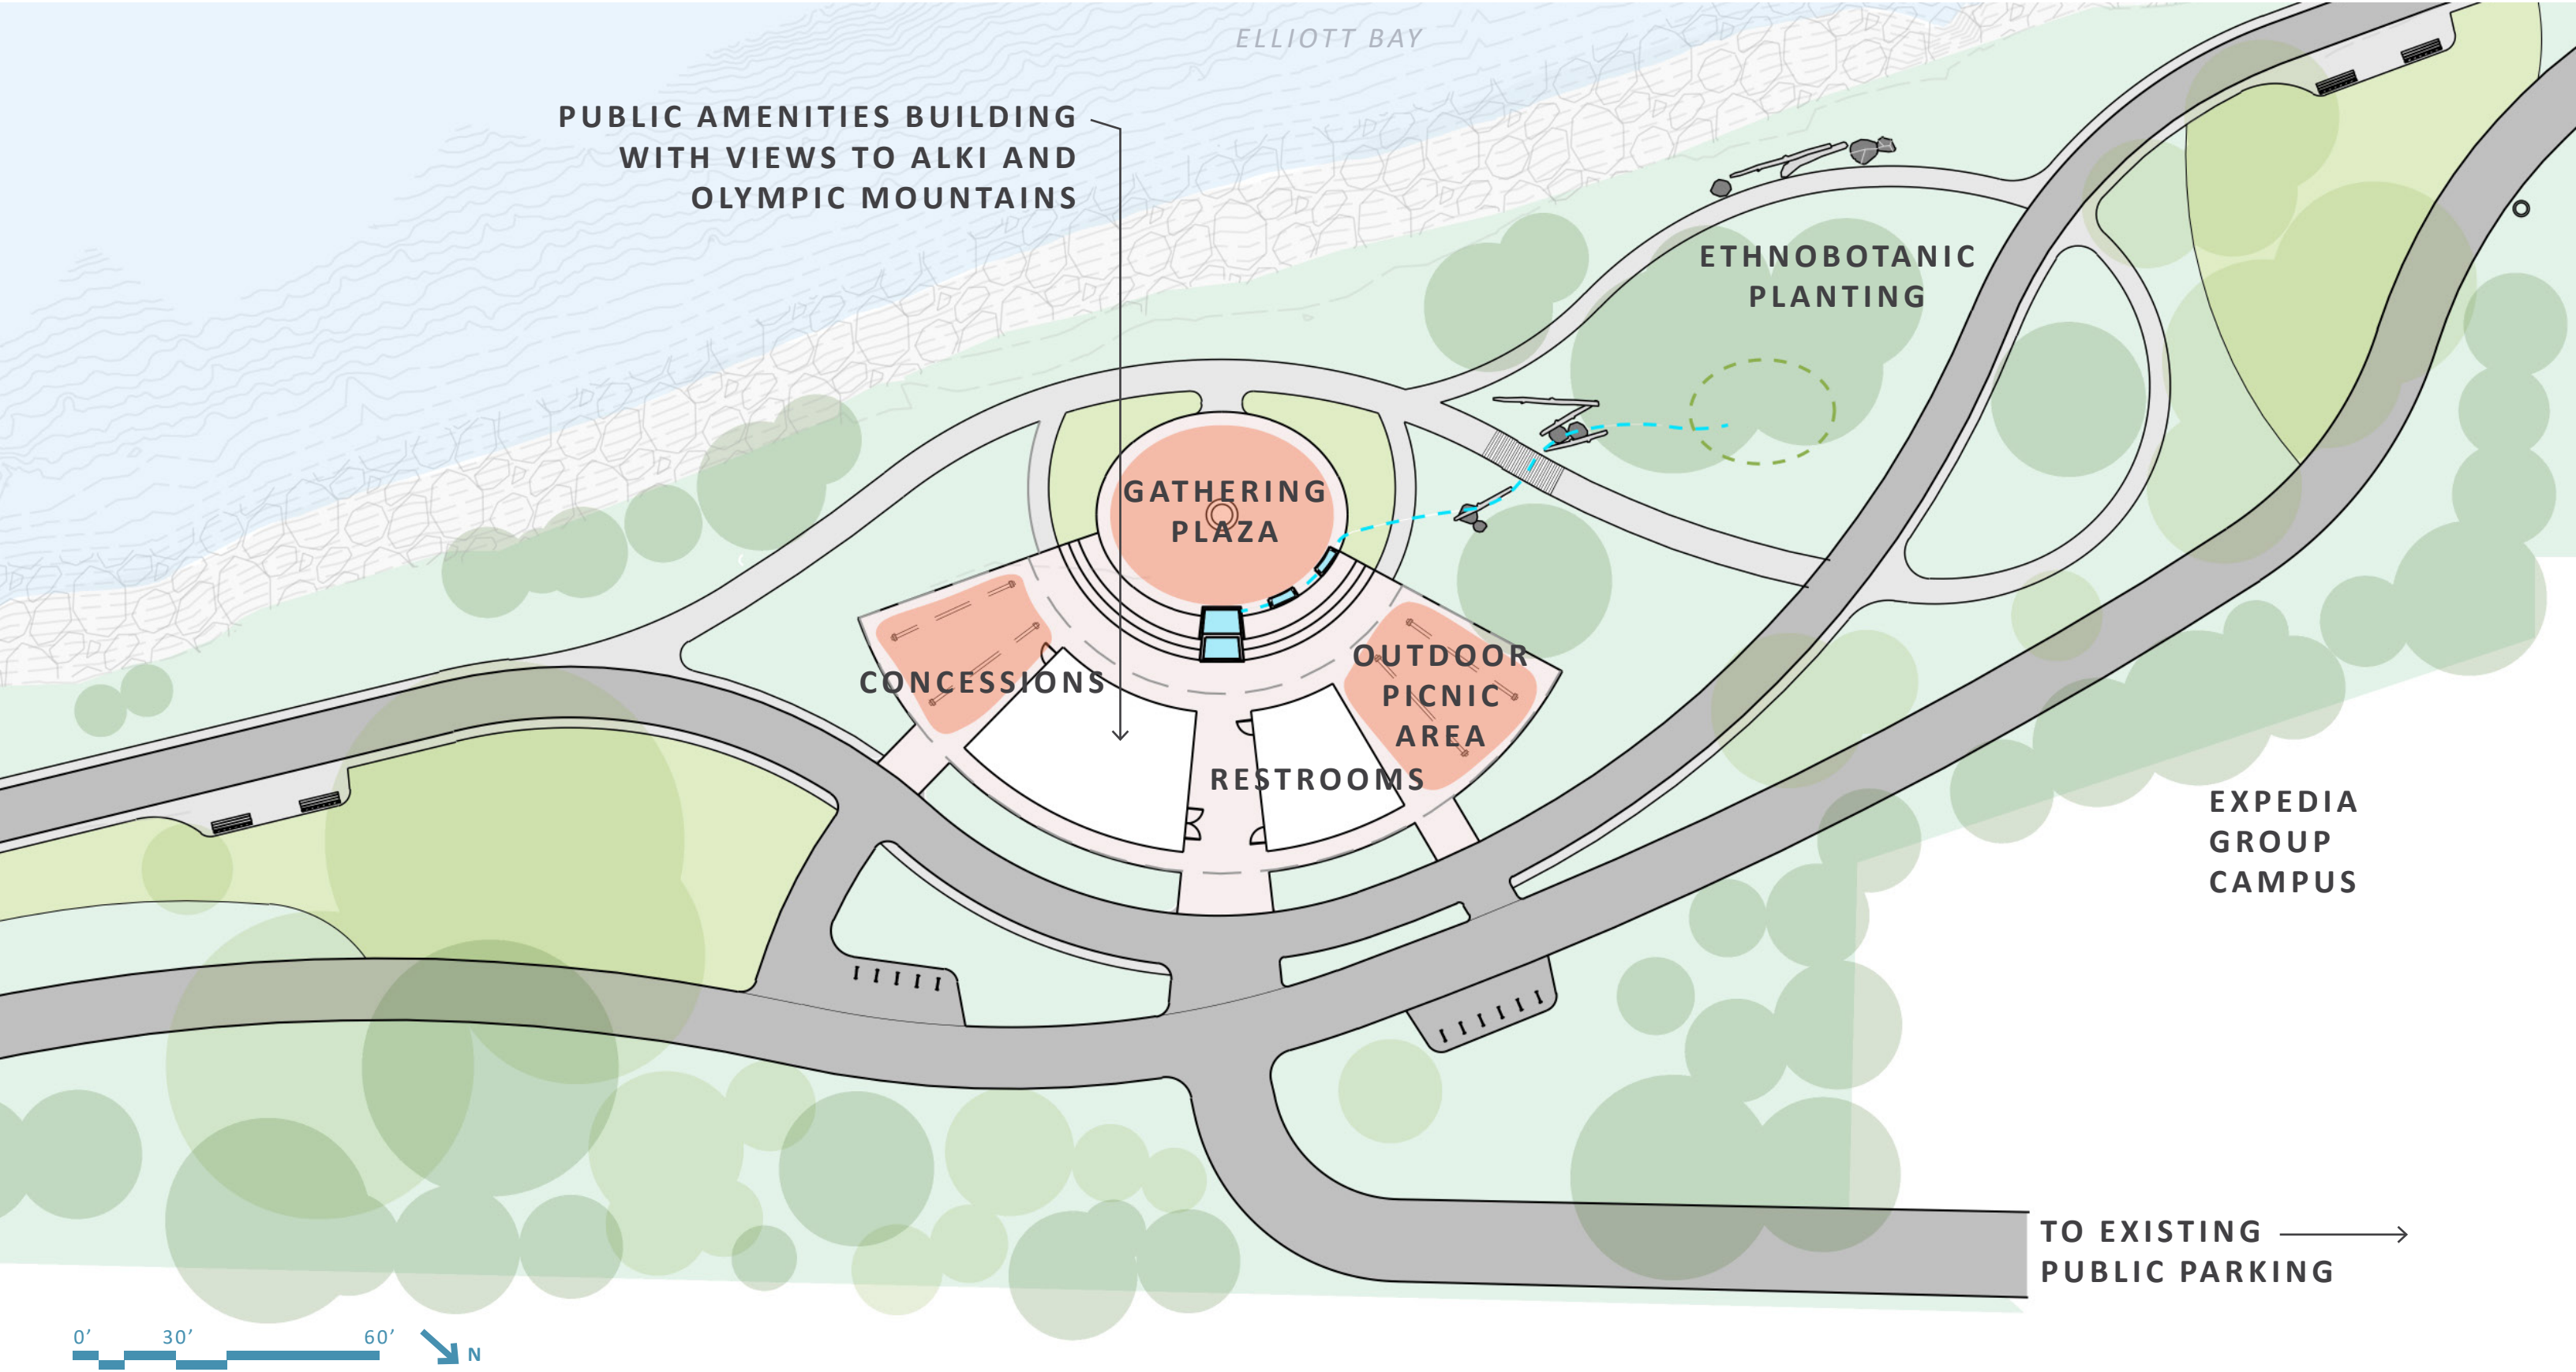 ELLIOTT BAY
PUBLIC AMENITIES BUILDING
WITH VIEWS TO ALKI AND
OLYMPIC MOUNTAINS
ETHNOBOTANIC
PLANTING
GATHERING
PLAZA
CONCESSIONS
OUTDOOR
PICNIC
AREA
RESTROOMS
EXPEDIA
GROUP
CAMPUS
TO EXISTING
PUBLIC PARKING
0’ 30’ 60’
N